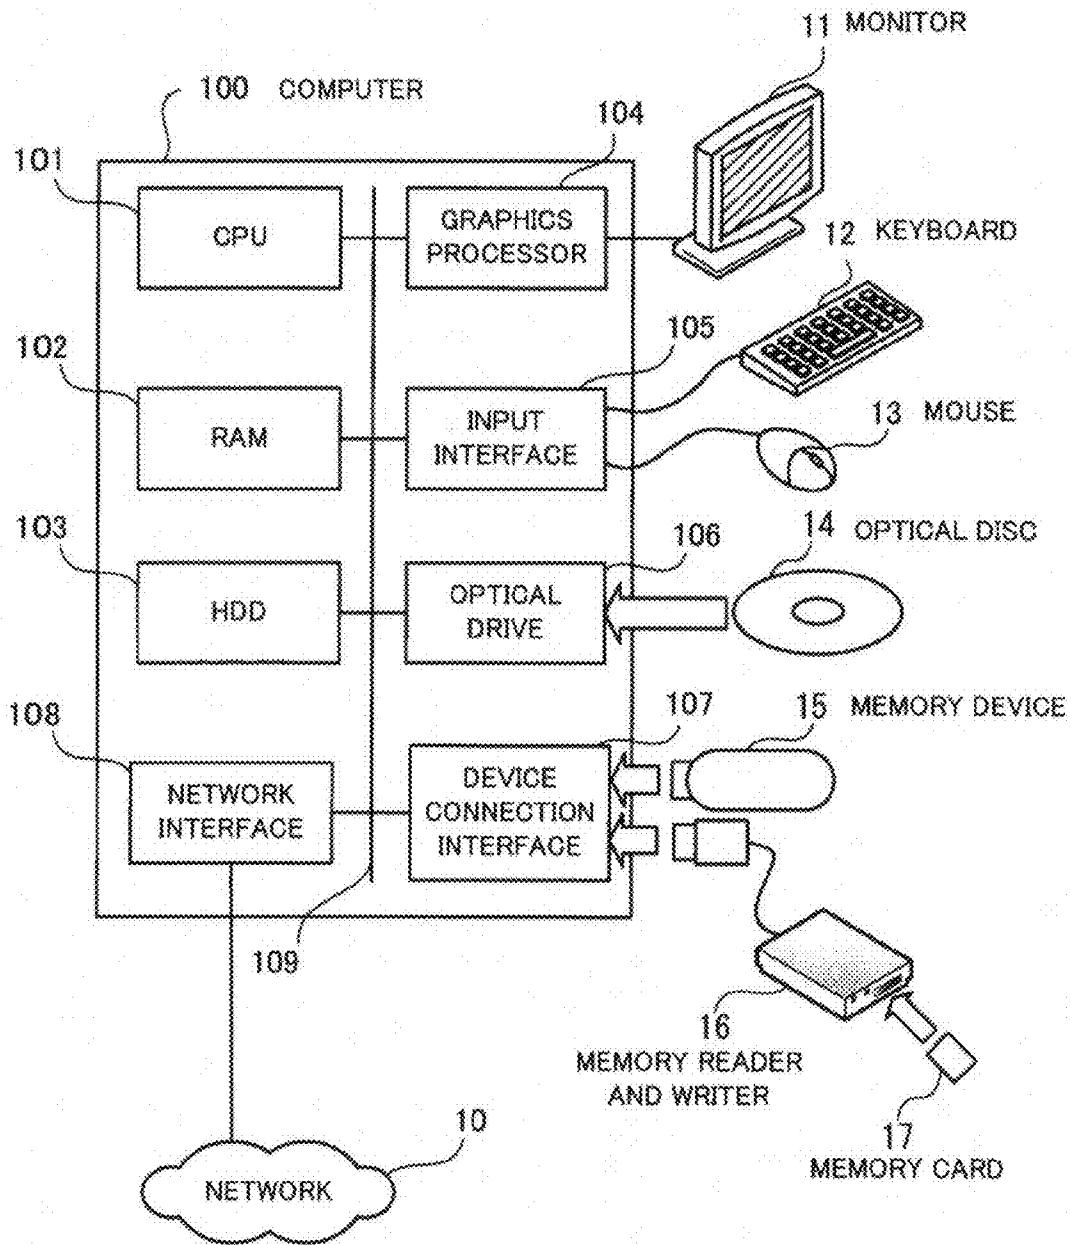 11 MONITOR
100 COMPUTER
104
101
CPU
GRAPHICS
PROCESSOR
12 KEYBOARD
105
102
RAM
INPUT
INTERFACE
13 MOUSE
103
14 OPTICAL DISC
106
HDD
OPTICAL
DRIVE
108
107
15 MEMORY DEVICE
NETWORK
INTERFACE
DEVICE
CONNECTION
INTERFACE
109
16
MEMORY READER
AND WRITER
17
MEMORY CARD
10
NETWORK